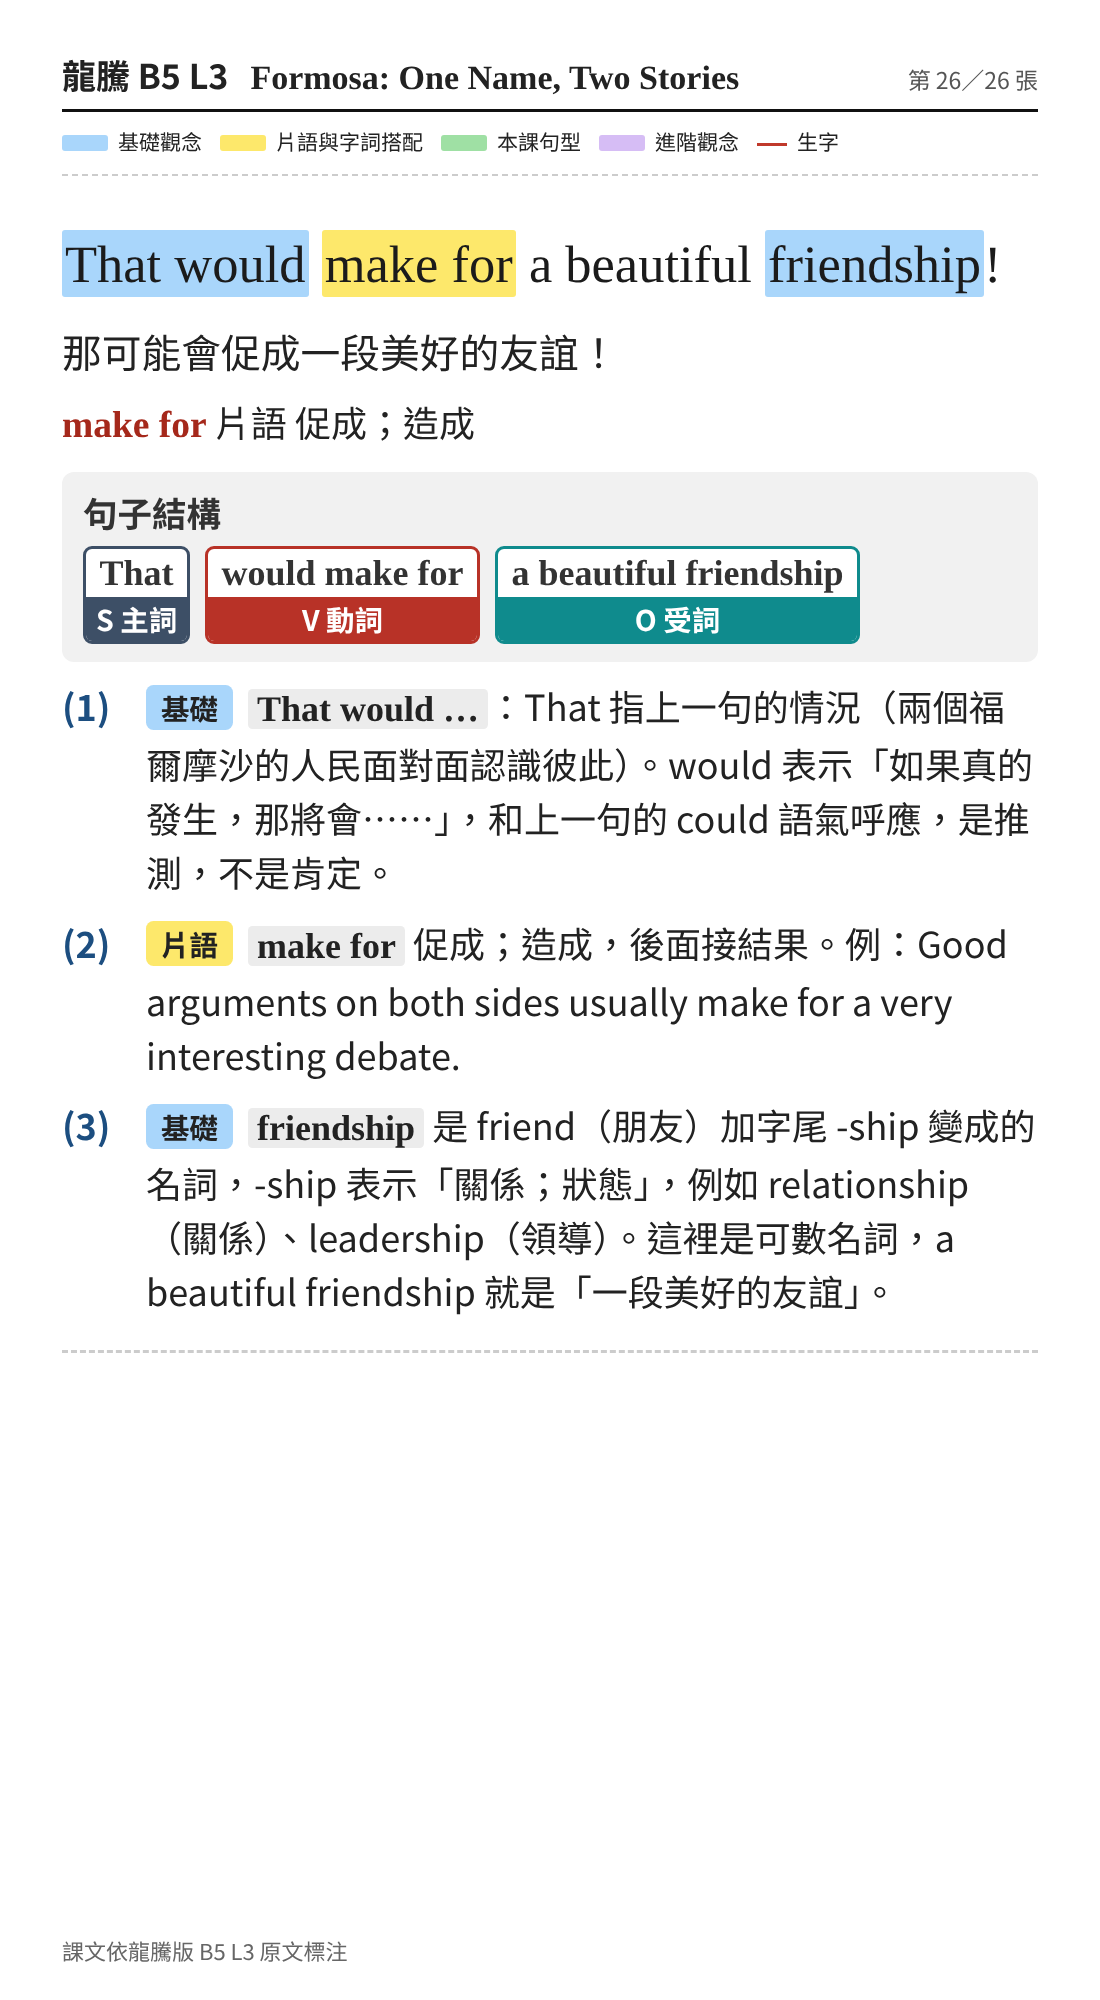 龍騰 B5 L3 Formosa: One Name, Two Stories 第 26／26 張
基礎觀念 片語與字詞搭配 本課句型 進階觀念 生字
That would make for a beautiful friendship!
那可能會促成一段美好的友誼！
make for 片語 促成；造成
句子結構
That would make for a beautiful friendship
S 主詞 V 動詞 O 受詞
(1) 基礎 That would …：That 指上一句的情況（兩個福
爾摩沙的人民面對面認識彼此）。would 表示「如果真的
發生，那將會……」，和上一句的 could 語氣呼應，是推
測，不是肯定。
(2) 片語 make for 促成；造成，後面接結果。例：Good
arguments on both sides usually make for a very
interesting debate.
(3) 基礎 friendship 是 friend（朋友）加字尾 -ship 變成的
名詞，-ship 表示「關係；狀態」，例如 relationship
（關係）、leadership（領導）。這裡是可數名詞，a
beautiful friendship 就是「一段美好的友誼」。
課文依龍騰版 B5 L3 原文標注